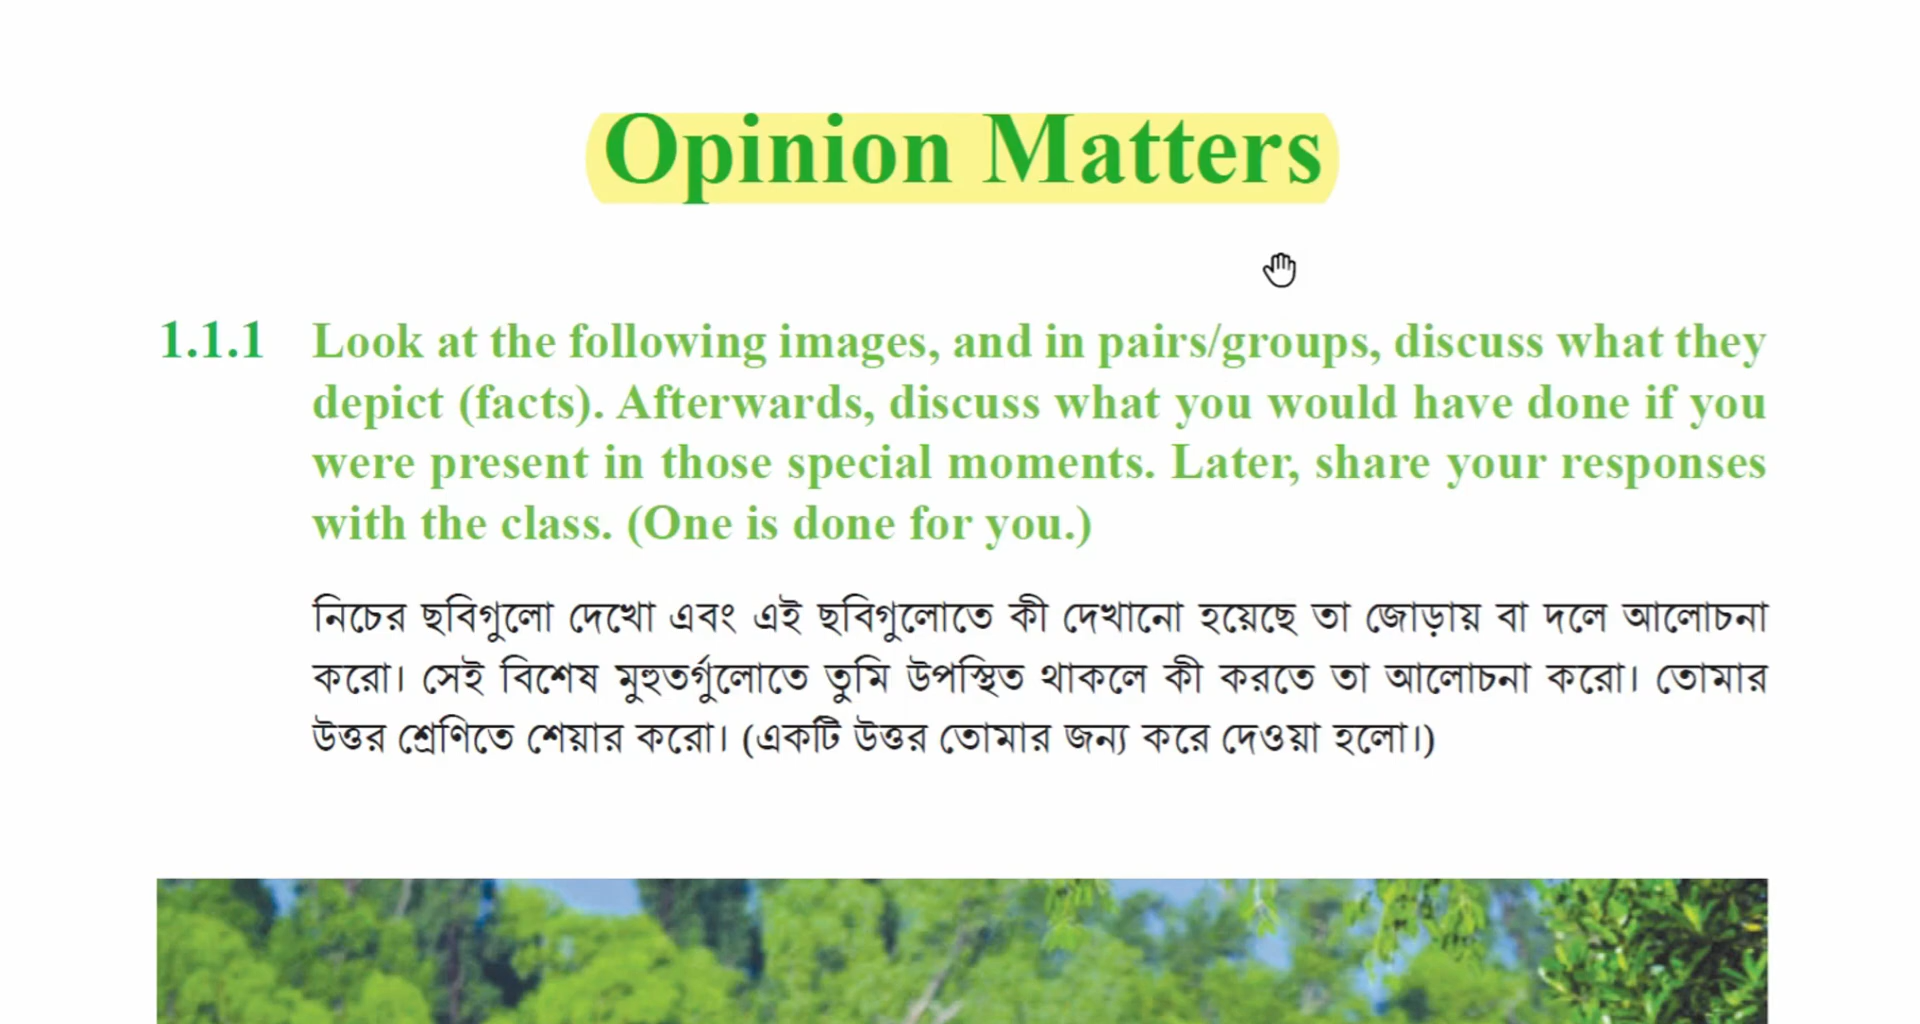 Opinion Matters
1.1.1 Look at the following images, and in pairs/groups, discuss what they
depict (facts). Afterwards, discuss what you would have done if you
were present in those special moments. Later, share your responses
with the class. (One is done for you.)
নিচের ছবিগুলো দেখো এবং এই ছবিগুলোতে কী দেখানো হয়েছে তা জোড়ায় বা দলে আলোচনা
করো। সেই বিশেষ মুহুতর্গুলোতে তুমি উপস্থিত থাকলে কী করতে তা আলোচনা করো। তোমার
উত্তর শ্রেণিতে শেয়ার করো। (একটি উত্তর তোমার জন্য করে দেওয়া হলো।)